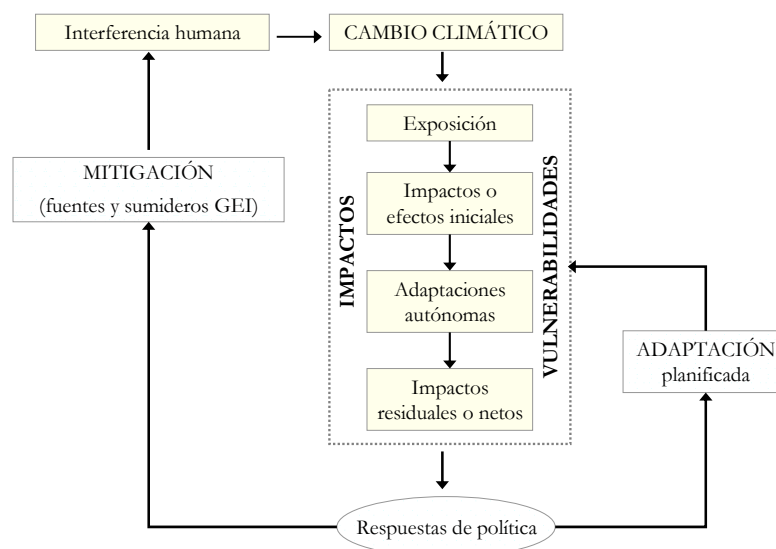 Interferencia humana
CAMBIO CLIMÁTICO
Exposición
MITIGACIÓN
(fuentes y sumideros GEI)
IMPACTOS
Impactos o
efectos iniciales
VULNERABILIDADES
Adaptaciones
autónomas
ADAPTACIÓN
planificada
Impactos
residuales o netos
Respuestas de política